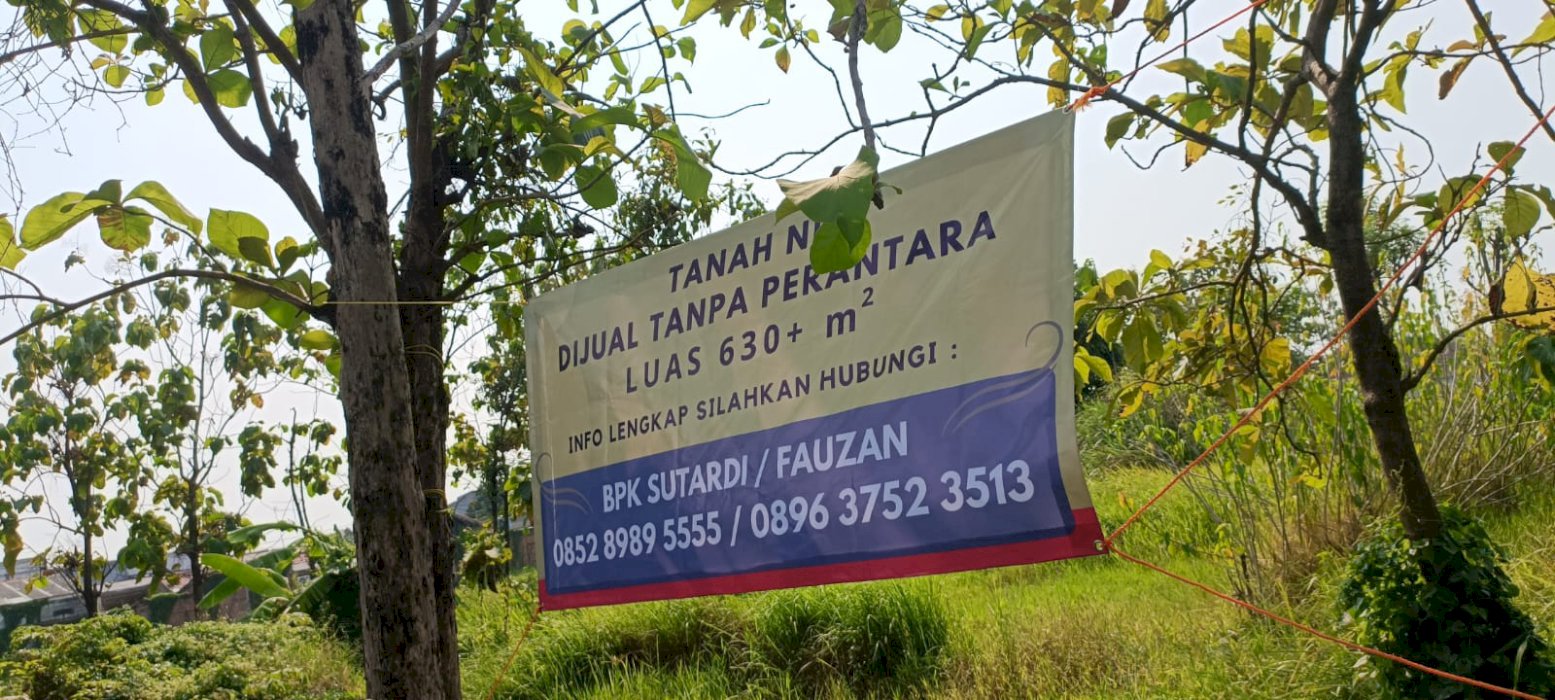 TANAH
DIJUAL TANPA PERANTARA
LUAS 630+ m²
INFO LENGKAP SILAHKAN HUBUNGI :
BPK SUTARDI / FAUZAN
0852 8989 5555 / 0896 3752 3513